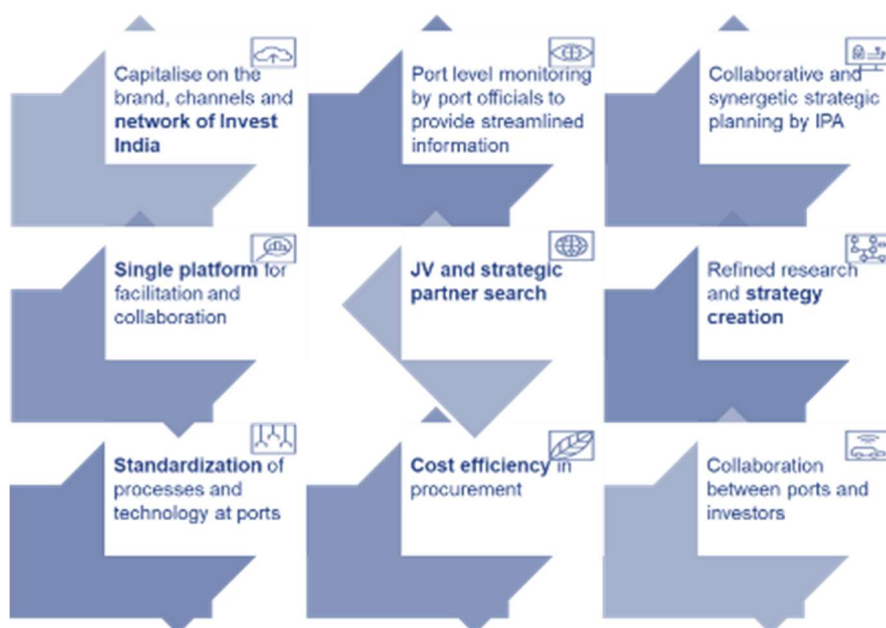 Capitalise on the
brand, channels and
network of Invest
India
Port level monitoring
by port officials to
provide streamlined
information
Collaborative and
synergetic strategic
planning by IPA
Single platform for
facilitation and
collaboration
JV and strategic
partner search
Refined research
and strategy
creation
Standardization of
processes and
technology at ports
Cost efficiency in
procurement
Collaboration
between ports and
investors